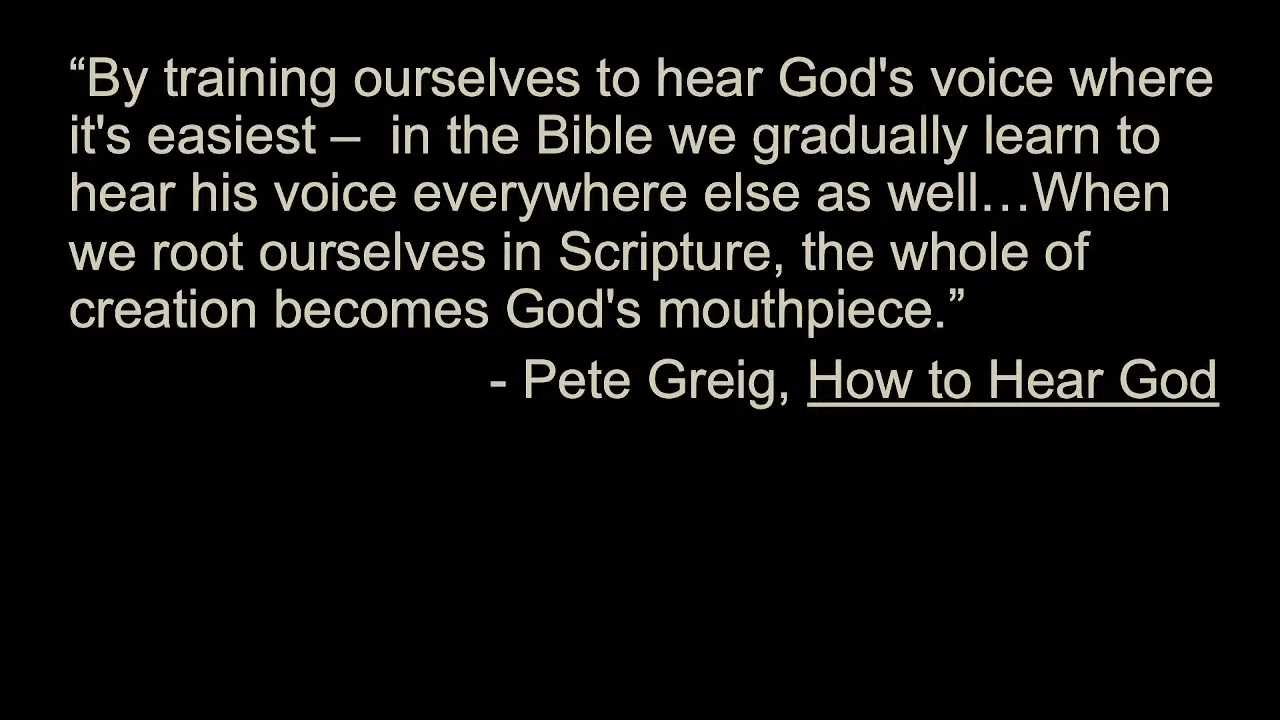 “By training ourselves to hear God's voice where
it's easiest –  in the Bible we gradually learn to
hear his voice everywhere else as well…When
we root ourselves in Scripture, the whole of
creation becomes God's mouthpiece.”
- Pete Greig, How to Hear God